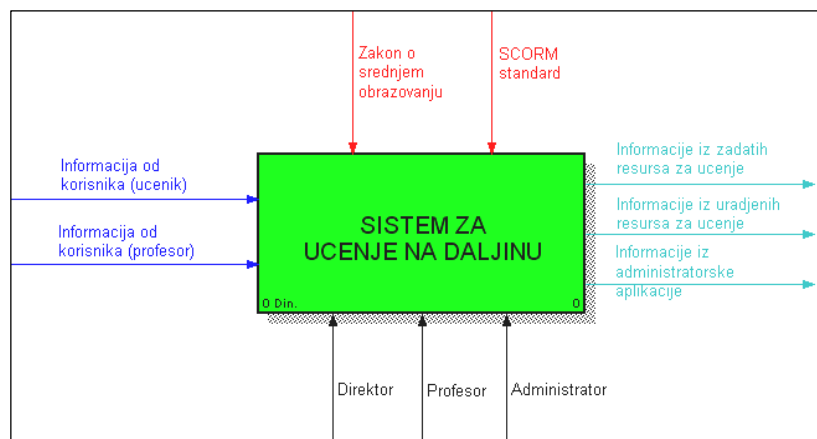 Zakon o
srednjem
obrazovanju
SCORM
standard
Informacija od
korisnika (ucenik)
Informacija od
korisnika (profesor)
SISTEM ZA
UCENJE NA DALJINU
0 Din.
0
Informacije iz zadatih
resursa za ucenje
Informacije iz uradjenih
resursa za ucenje
Informacije iz
administratorske
aplikacije
Direktor
Profesor
Administrator